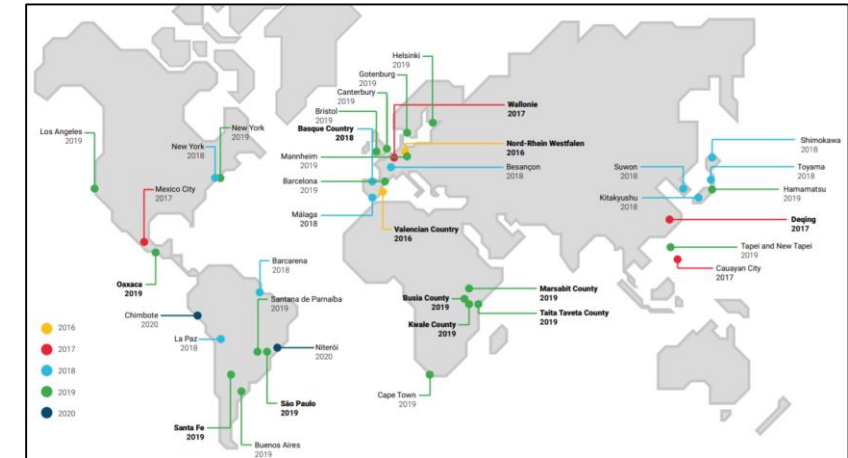 Helsinki
2019
Gotenburg
2019
Canterbury
2019
Bristol
2019
Basque Country
2018
Wallonie
2017
Nord-Rhein Westfalen
2016
Mannheim
2019
Besançon
2018
Barcelona
2019
Málaga
2018
Valencian Country
2016
Los Angeles
2019
New York
2018
New York
2019
Mexico City
2017
Oaxaca
2019
Barcarena
2018
Santana de Parnaíba
2019
Chimbote
2020
La Paz
2018
Niterói
2020
São Paulo
2019
Santa Fe
2019
Buenos Aires
2019
Marsabit County
2019
Busia County
2019
Taita Taveta County
2019
Kwale County
2019
Cape Town
2019
Shimokawa
2018
Suwon
2018
Toyama
2018
Kitakyushu
2018
Hamamatsu
2019
Deqing
2017
Tapei and New Tapei
2019
Cauayan City
2017
2016
2017
2018
2019
2020